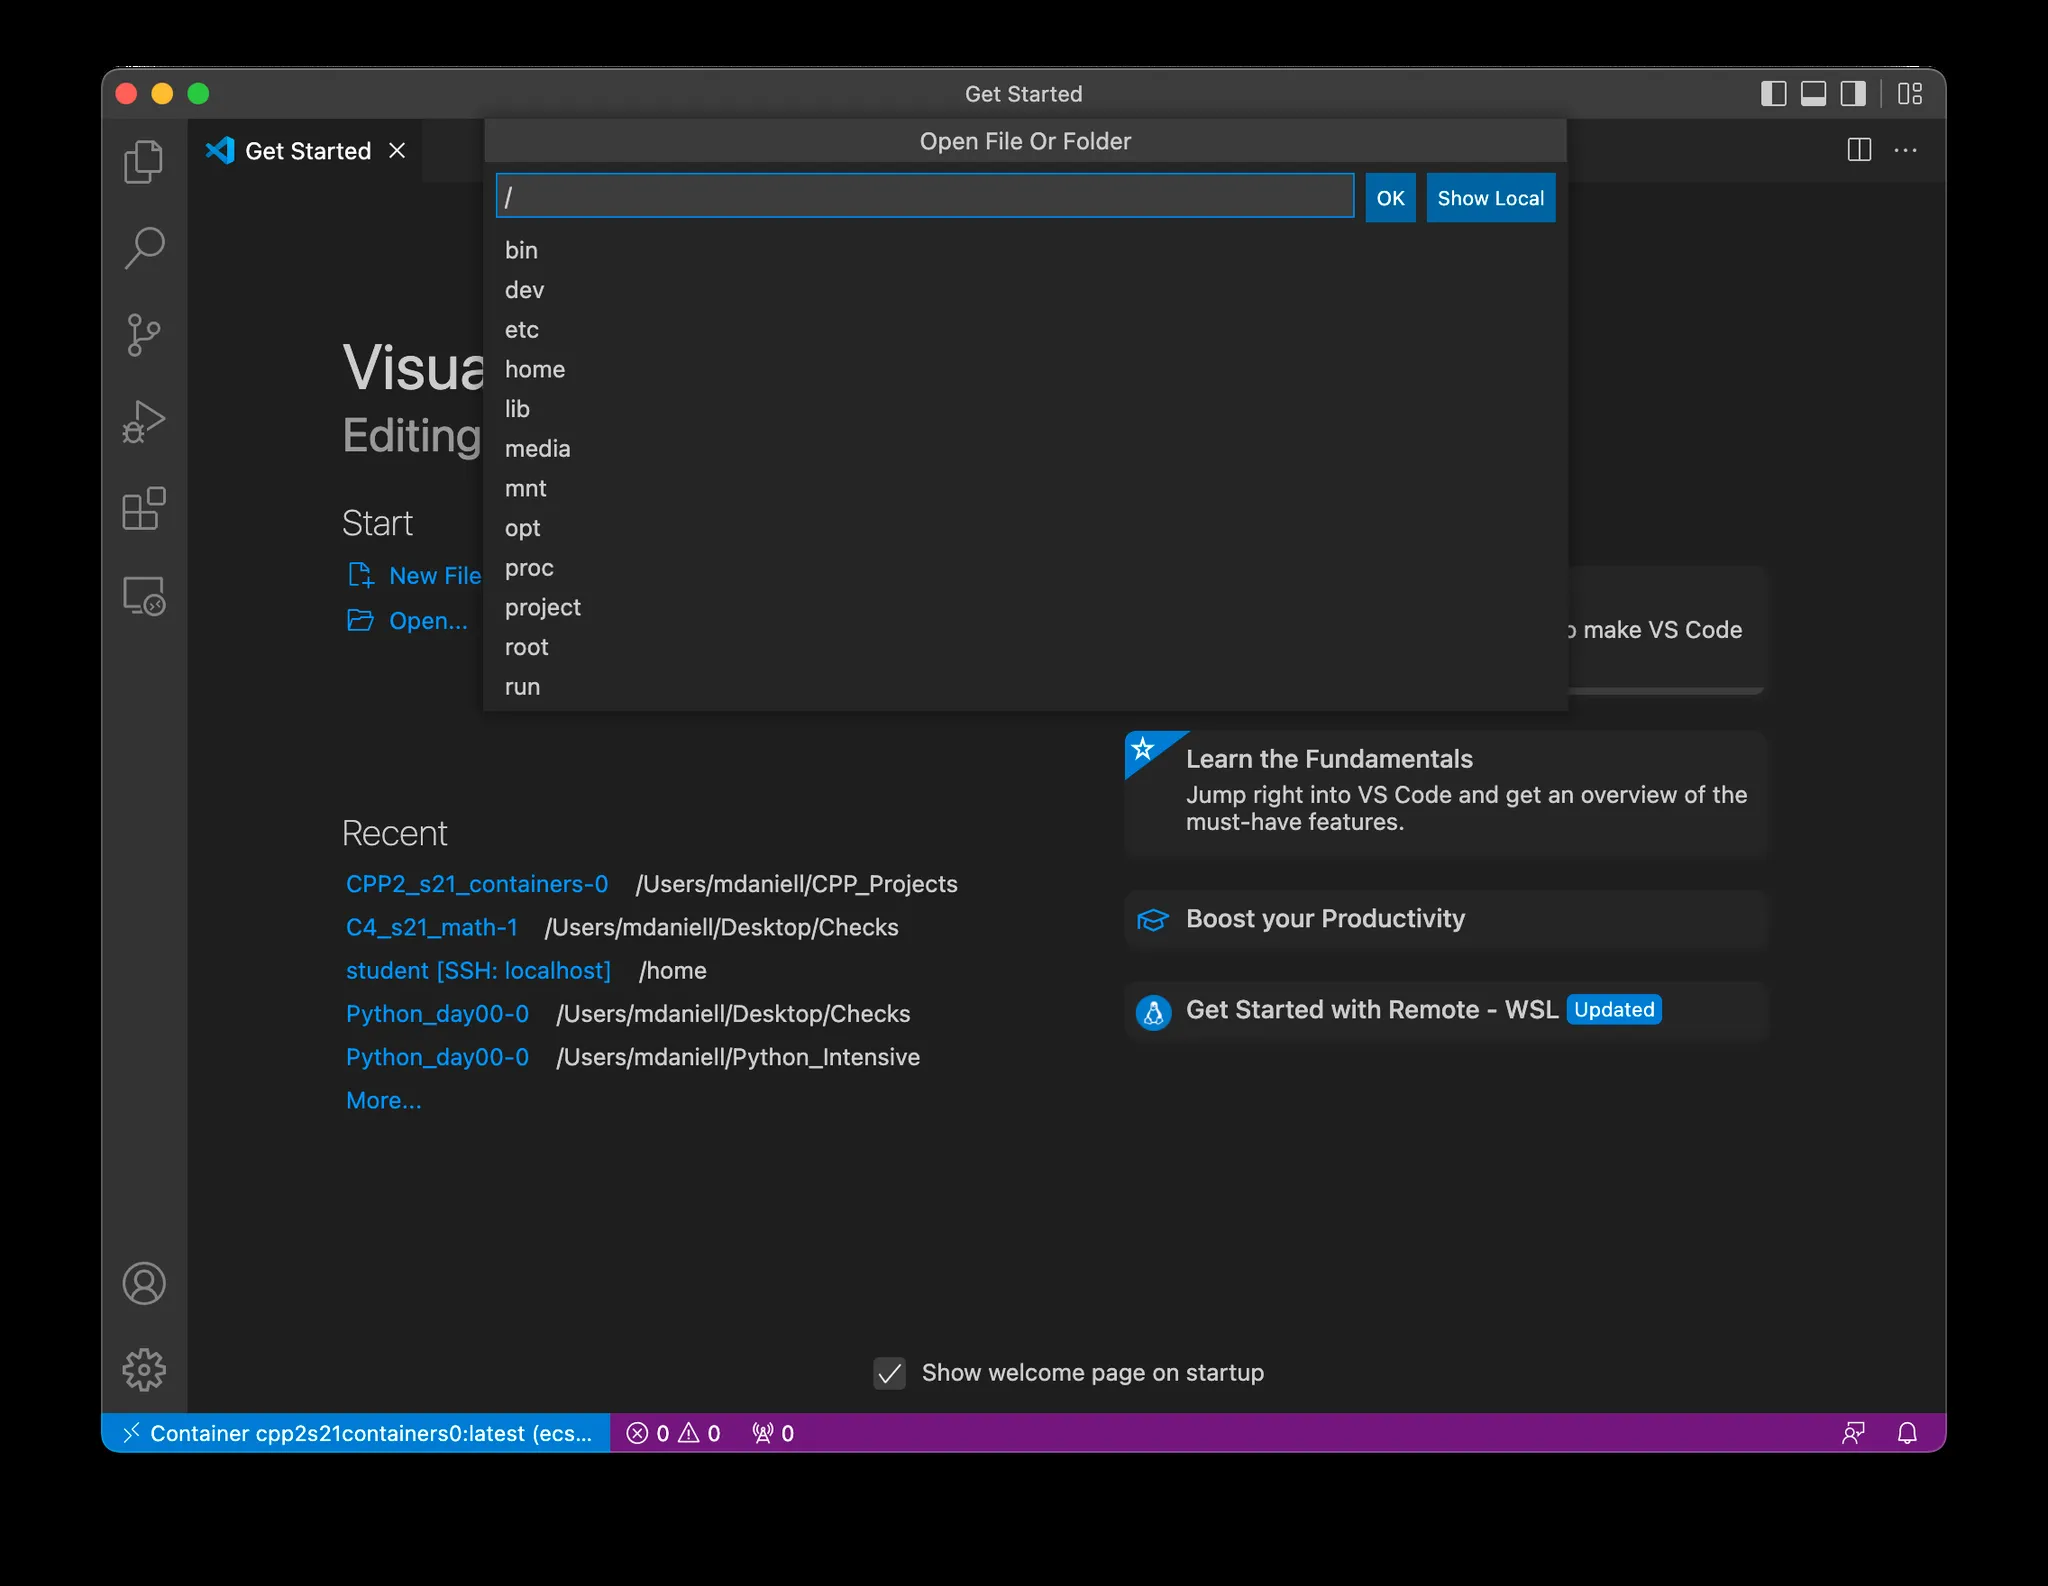 Get Started
Get Started
Open File Or Folder
/
OK
Show Local
bin
dev
etc
home
lib
media
mnt
opt
proc
project
root
run
Visua
Editing
Start
New File
Open...
make VS Code
Learn the Fundamentals
Jump right into VS Code and get an overview of the
must-have features.
Boost your Productivity
Get Started with Remote - WSL Updated
Recent
CPP2_s21_containers-0 /Users/mdaniell/CPP_Projects
C4_s21_math-1 /Users/mdaniell/Desktop/Checks
student [SSH: localhost] /home
Python_day00-0 /Users/mdaniell/Desktop/Checks
Python_day00-0 /Users/mdaniell/Python_Intensive
More...
Show welcome page on startup
Container cpp2s21containers0:latest (ecs... 0 0 0